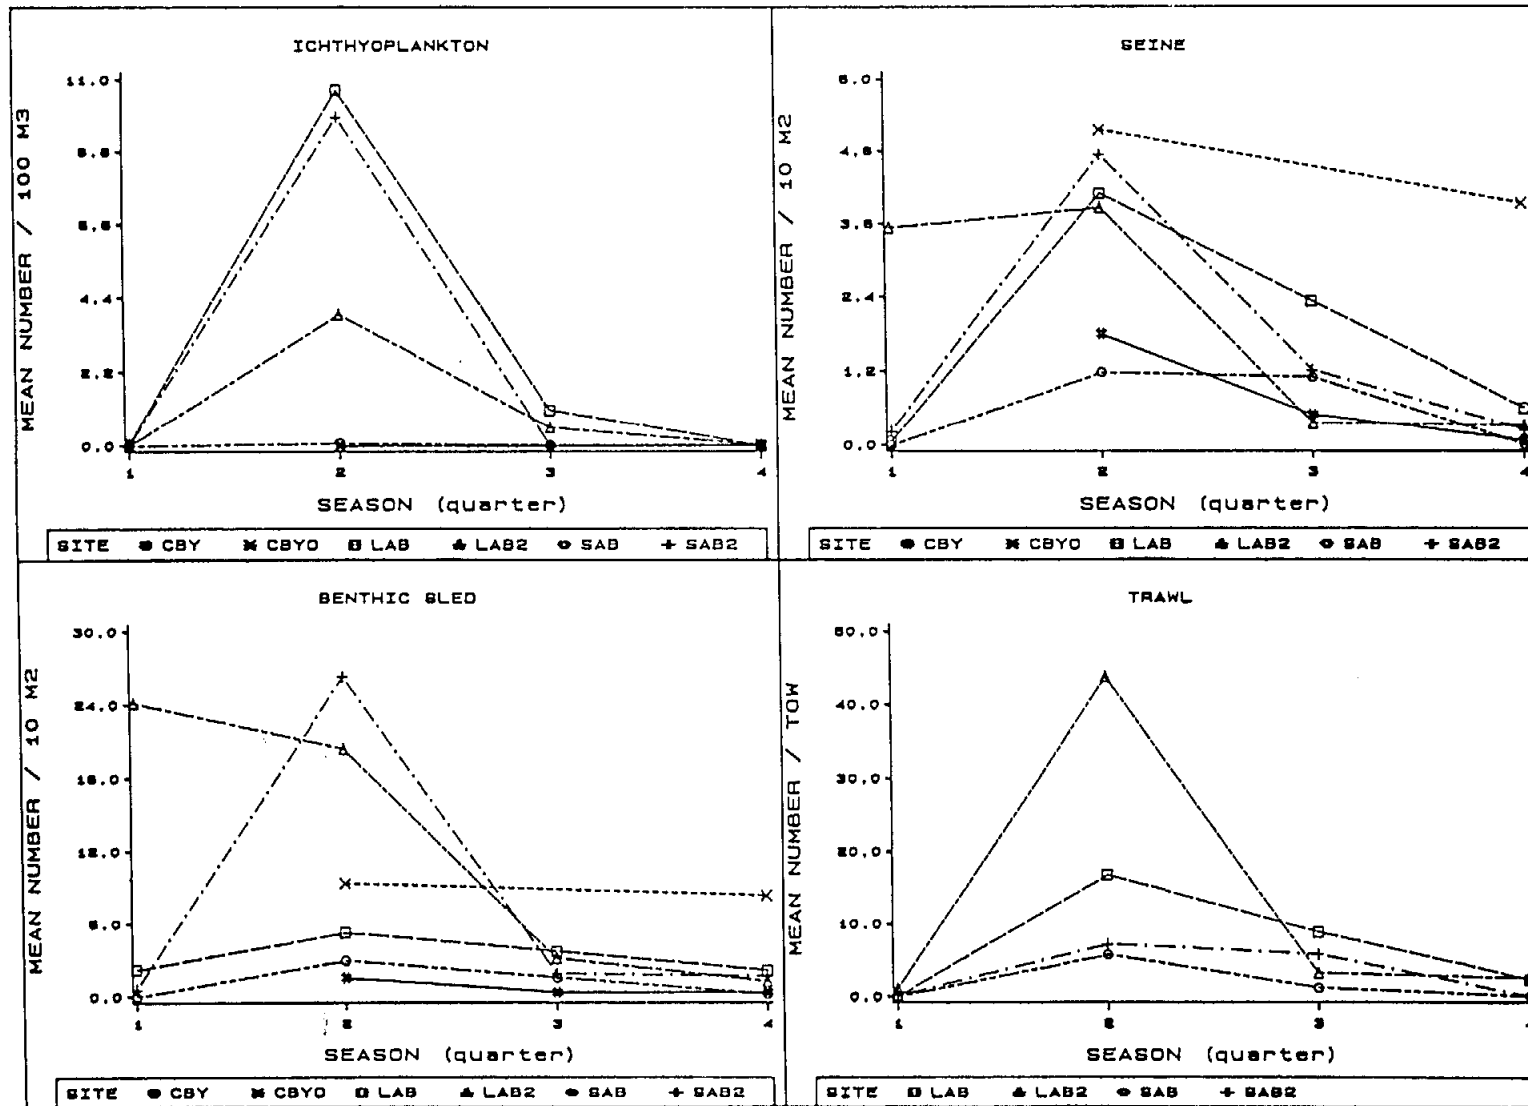 ICHTHYOPLANKTON
MEAN NUMBER / 100 M3
11.0
8.8
6.6
4.4
2.2
0.0
1 2 3 4
SEASON (quarter)
SITE CBY CBYO LAB LAB2 SAB SAB2
SEINE
MEAN NUMBER / 10 M2
6.0
4.8
3.6
2.4
1.2
0.0
1 2 3 4
SEASON (quarter)
SITE CBY CBYO LAB LAB2 SAB SAB2
BENTHIC SLED
MEAN NUMBER / 10 M2
30.0
24.0
18.0
12.0
6.0
0.0
1 2 3 4
SEASON (quarter)
SITE CBY CBYO LAB LAB2 SAB SAB2
TRAWL
MEAN NUMBER / TOW
50.0
40.0
30.0
20.0
10.0
0.0
1 2 3 4
SEASON (quarter)
SITE LAB LAB2 SAB SAB2